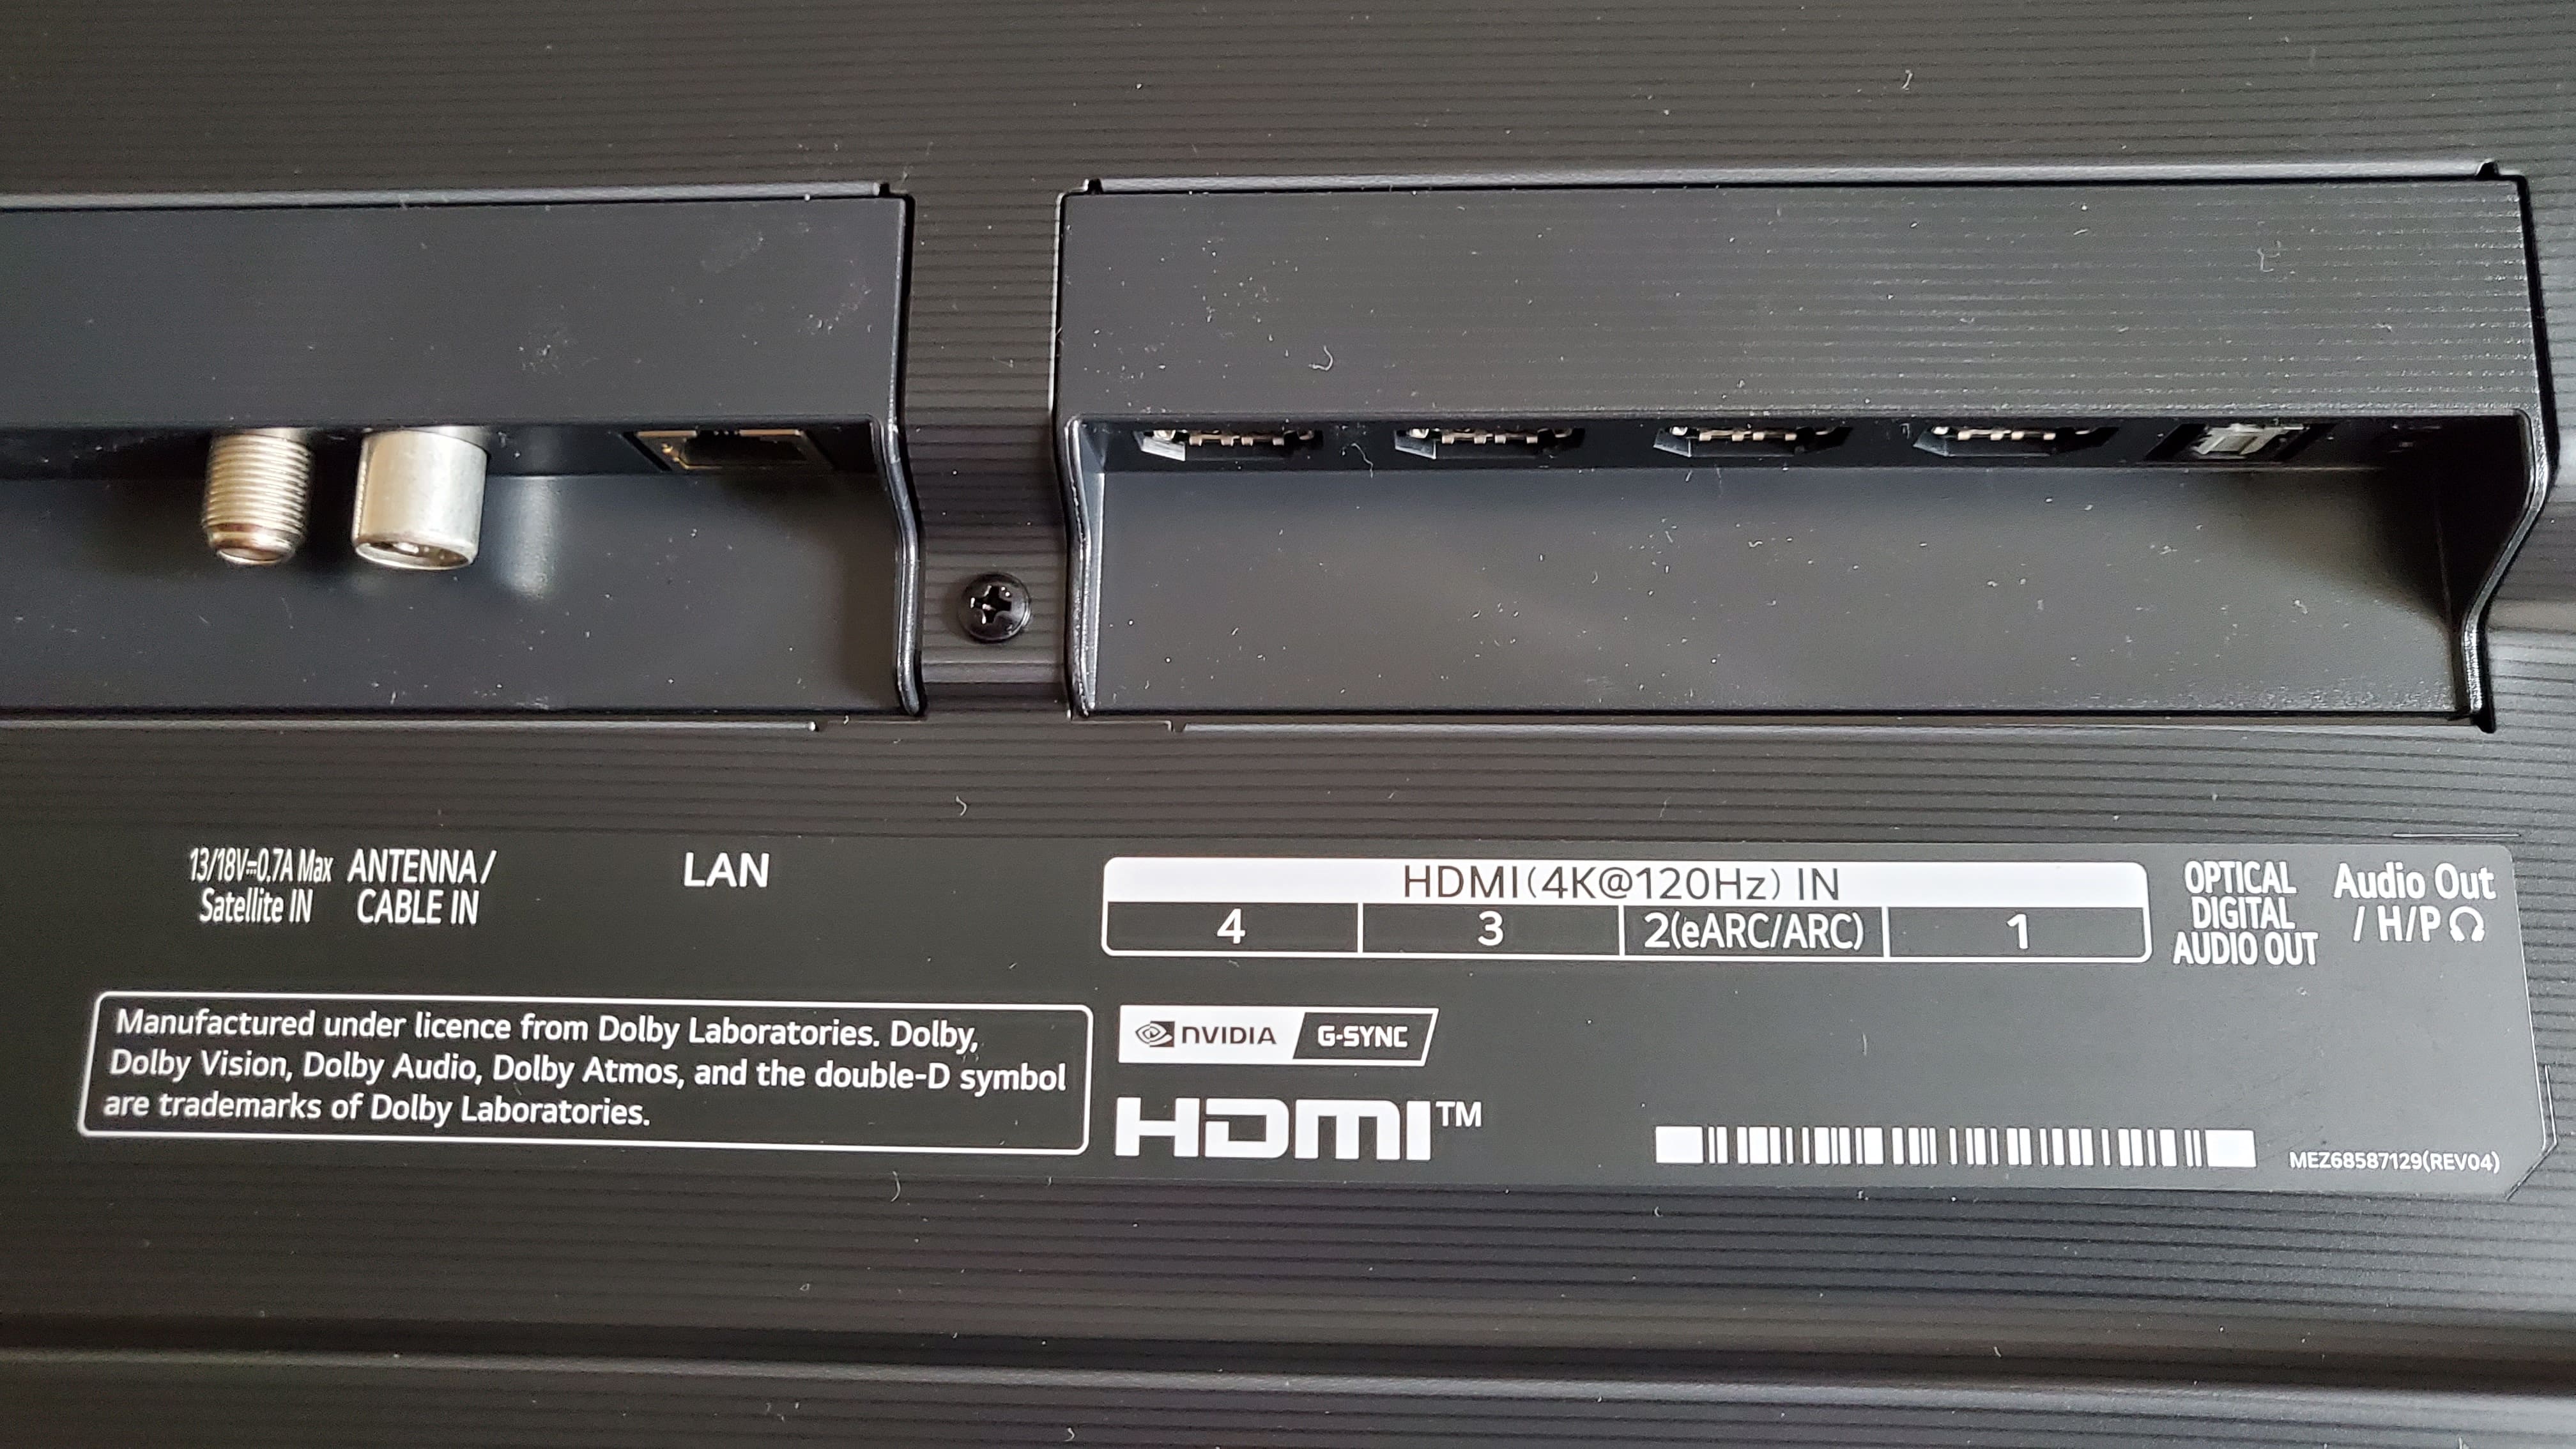 13/18V⎓0.7A Max
Satellite IN
ANTENNA/
CABLE IN
LAN
HDMI(4K@120Hz) IN
4 3 2(eARC/ARC) 1
OPTICAL
DIGITAL
AUDIO OUT
Audio Out
/ H/P
Manufactured under licence from Dolby Laboratories. Dolby,
Dolby Vision, Dolby Audio, Dolby Atmos, and the double-D symbol
are trademarks of Dolby Laboratories.
NVIDIA G-SYNC
HDMI™
MEZ68587129(REV04)